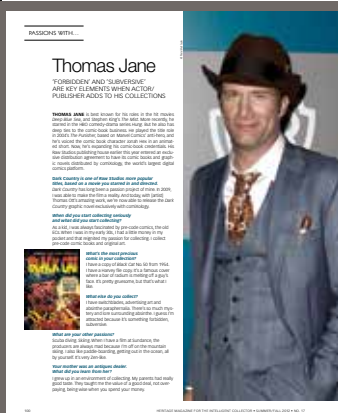 PASSIONS WITH...
Thomas Jane
'FORBIDDEN' AND 'SUBVERSIVE'
ARE KEY ELEMENTS WHEN ACTOR/
PUBLISHER ADDS TO HIS COLLECTIONS
THOMAS JANE is best known for his roles in the hit movies
Deep Blue Sea, and Stephen King's The Mist. More recently, he
starred in the HBO comedy-drama series Hung. But he also has
deep ties to the comic-book business. He played the title role
in 2004's The Punisher, based on Marvel Comics' anti-hero, and
he's voiced the comic book character Jonah Hex in an animat-
ed short. Now, he's expanding his comic-book credentials. His
Raw Studios publishing house earlier this year entered an exclu-
sive distribution agreement to have its comic books and graph-
ic novels distributed by comiXology, the world's largest digital
comics platform.
Dark Country is one of Raw Studios more popular
titles, based on a movie you starred in and directed.
Dark Country has long been a passion project of mine. In 2009,
I was able to make the film a reality. And today, with [artist]
Thomas Ott's amazing work, we're now able to release the Dark
Country graphic novel exclusively with comiXology.
When did you start collecting seriously
and what did you start collecting?
As a kid, I was always fascinated by pre-code comics, the old
ECs. When I was in my early 30s, I had a little money in my
pocket and that reignited my passion for collecting. I collect
pre-code comic books and original art.
What's the most precious
comic in your collection?
I have a copy of Black Cat No. 50 from 1954.
I have a Harvey file copy. It's a famous cover
where a bar of radium is melting off a guy's
face. It's pretty gruesome, but that's what I
like.
What else do you collect?
I have switchblades, advertising art and
absinthe paraphernalia. There's so much mys-
tery and lore surrounding absinthe. I guess I'm
attracted because it's something forbidden,
subversive.
What are your other passions?
Scuba diving. Skiing. When I have a film at Sundance, the
producers are always mad because I'm off on the mountain
skiing. I also like paddle-boarding, getting out in the ocean, all
by yourself. It's very Zen-like.
Your mother was an antiques dealer.
What did you learn from her?
I grew up in an environment of collecting. My parents had really
good taste. They taught me the value of a good deal, not over
paying, being wise when you spend your money.
HERITAGE MAGAZINE FOR THE INTELLIGENT COLLECTOR • SUMMER/FALL 2012 • NO. 17